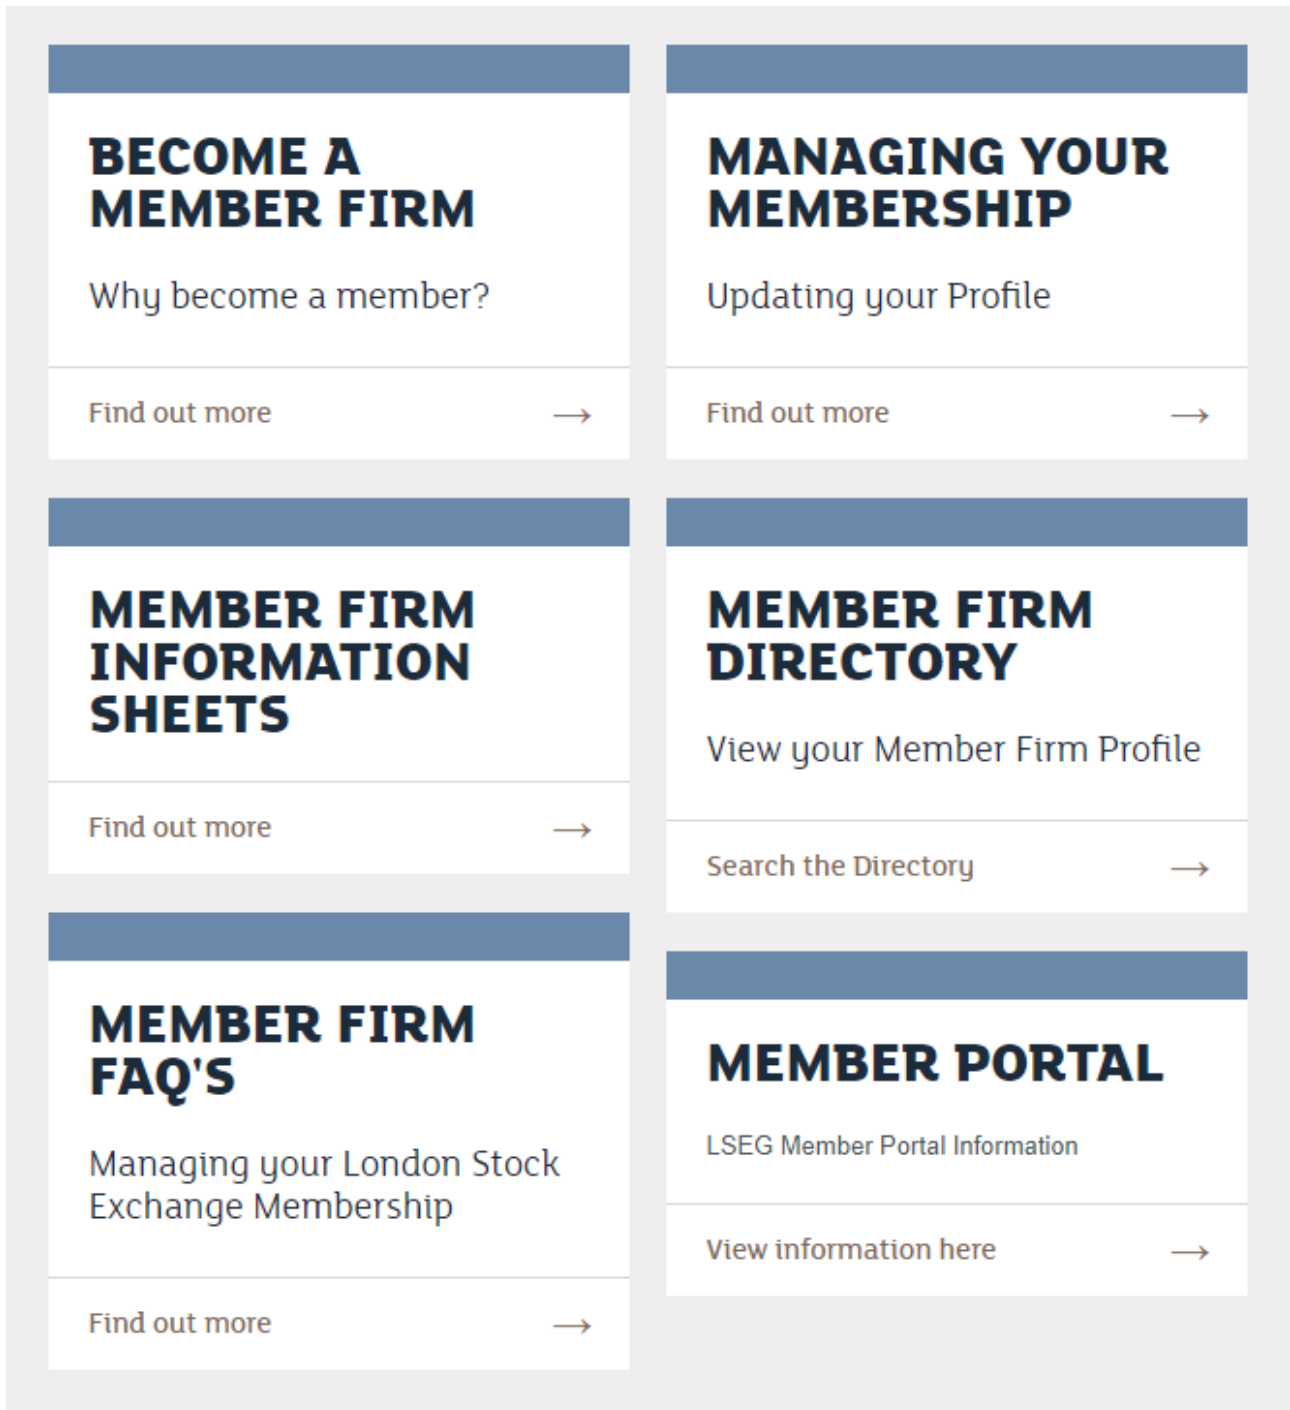 BECOME A
MEMBER FIRM
Why become a member?
Find out more →
MANAGING YOUR
MEMBERSHIP
Updating your Profile
Find out more →
MEMBER FIRM
INFORMATION
SHEETS
Find out more →
MEMBER FIRM
DIRECTORY
View your Member Firm Profile
Search the Directory →
MEMBER FIRM
FAQ'S
Managing your London Stock
Exchange Membership
Find out more →
MEMBER PORTAL
LSEG Member Portal Information
View information here →